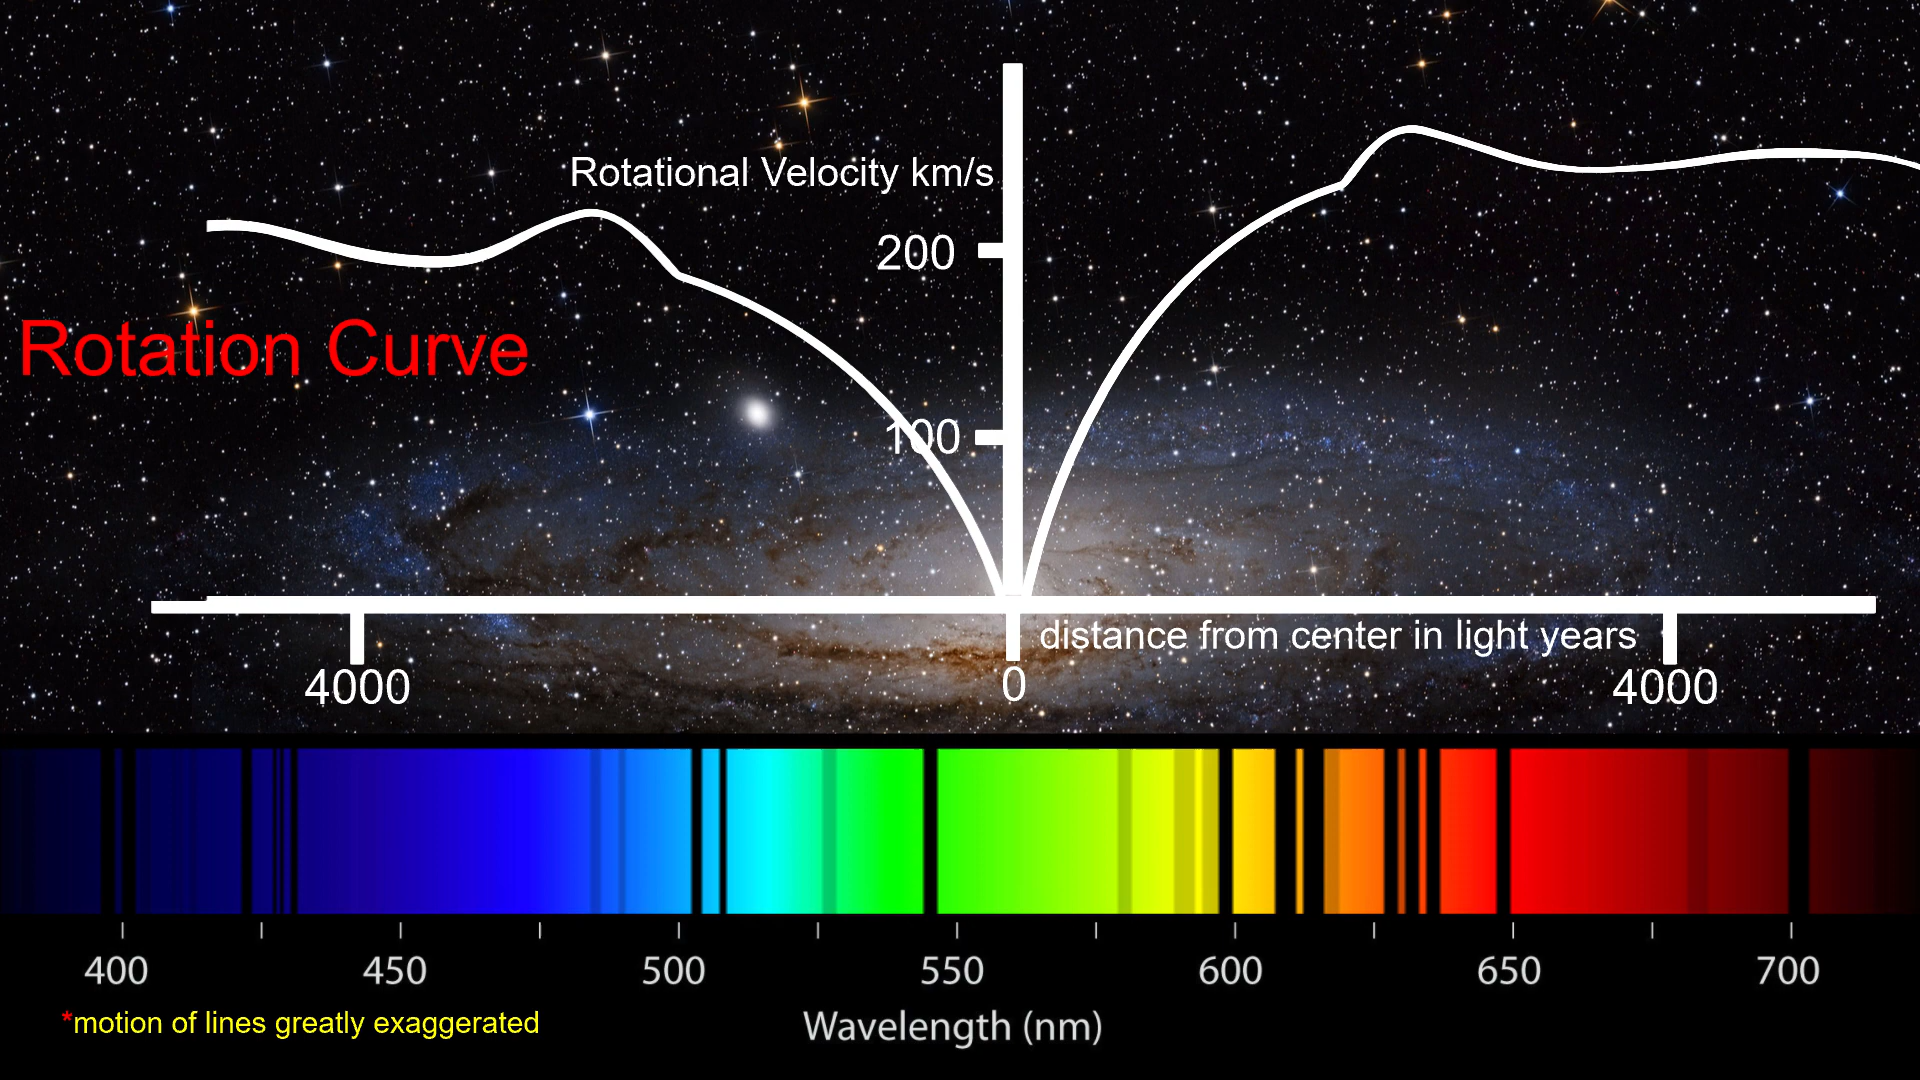 Rotational Velocity km/s
200
Rotation Curve
100
distance from center in light years
4000
0
4000
400
450
500
550
600
650
700
*motion of lines greatly exaggerated
Wavelength (nm)